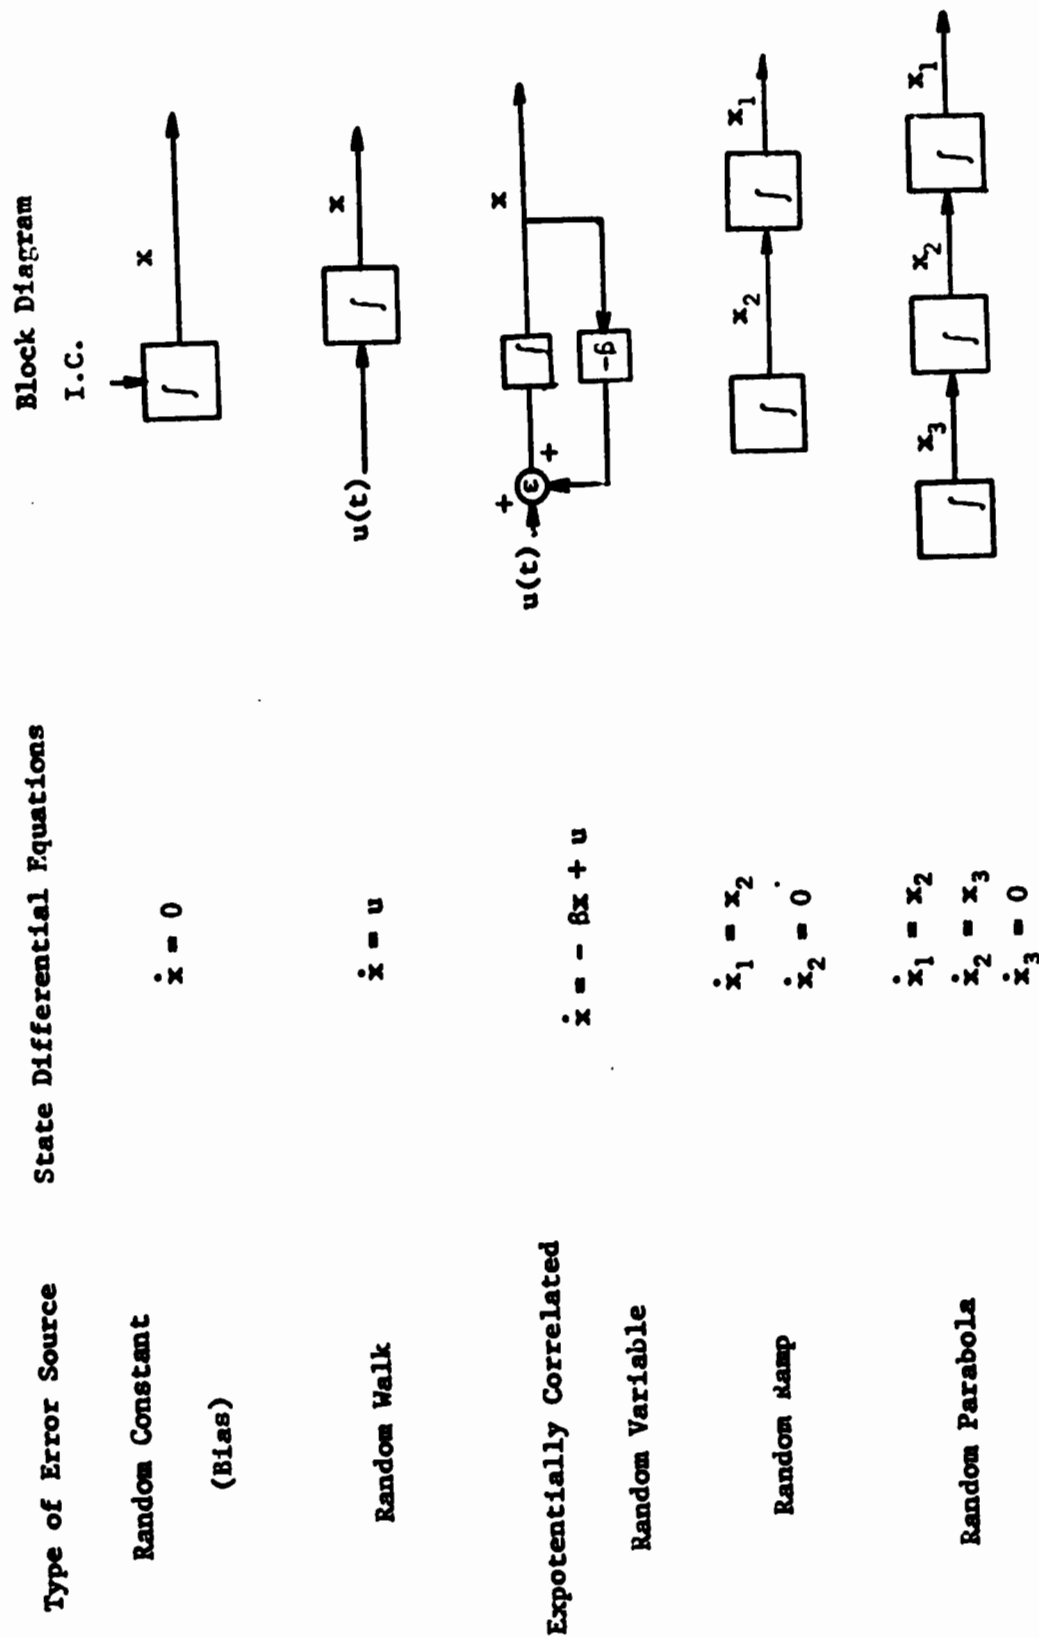 Type of Error Source State Differential Equations Block Diagram
I.C.
Random Constant ẋ = 0 ∫ x
(Bias)
Random Walk ẋ = u u(t) ∫ x
Expotentially Correlated ẋ = - βx + u u(t) + Σ + ∫ x
Random Variable -β
Random Ramp ẋ₁ = x₂ ∫ x₂ ∫ x₁
ẋ₂ = 0
Random Parabola ẋ₁ = x₂ ∫ x₃ ∫ x₂ ∫ x₁
ẋ₂ = x₃
ẋ₃ = 0